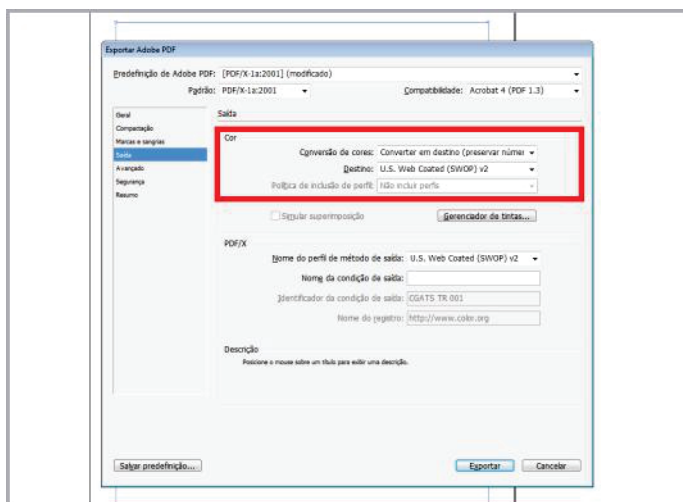 Exportar Adobe PDF
Predefinição de Adobe PDF: [PDF/X-1a:2001] (modificado)
Padrão: PDF/X-1a:2001 Compatibilidade: Acrobat 4 (PDF 1.3)
Geral
Compactação
Marcas e sangrias
Saída
Avançado
Segurança
Resumo
Saída
Cor
Conversão de cores: Converter em destino (preservar númer
Destino: U.S. Web Coated (SWOP) v2
Política de inclusão de perfil: Não incluir perfis
Simular superimposição Gerenciador de tintas...
PDF/X
Nome do perfil de método de saída: U.S. Web Coated (SWOP) v2
Nome da condição de saída:
Identificador da condição de saída: CGATS TR 001
Nome do registro: http://www.color.org
Descrição
Posicione o mouse sobre um título para exibir uma descrição.
Salvar predefinição... Exportar Cancelar